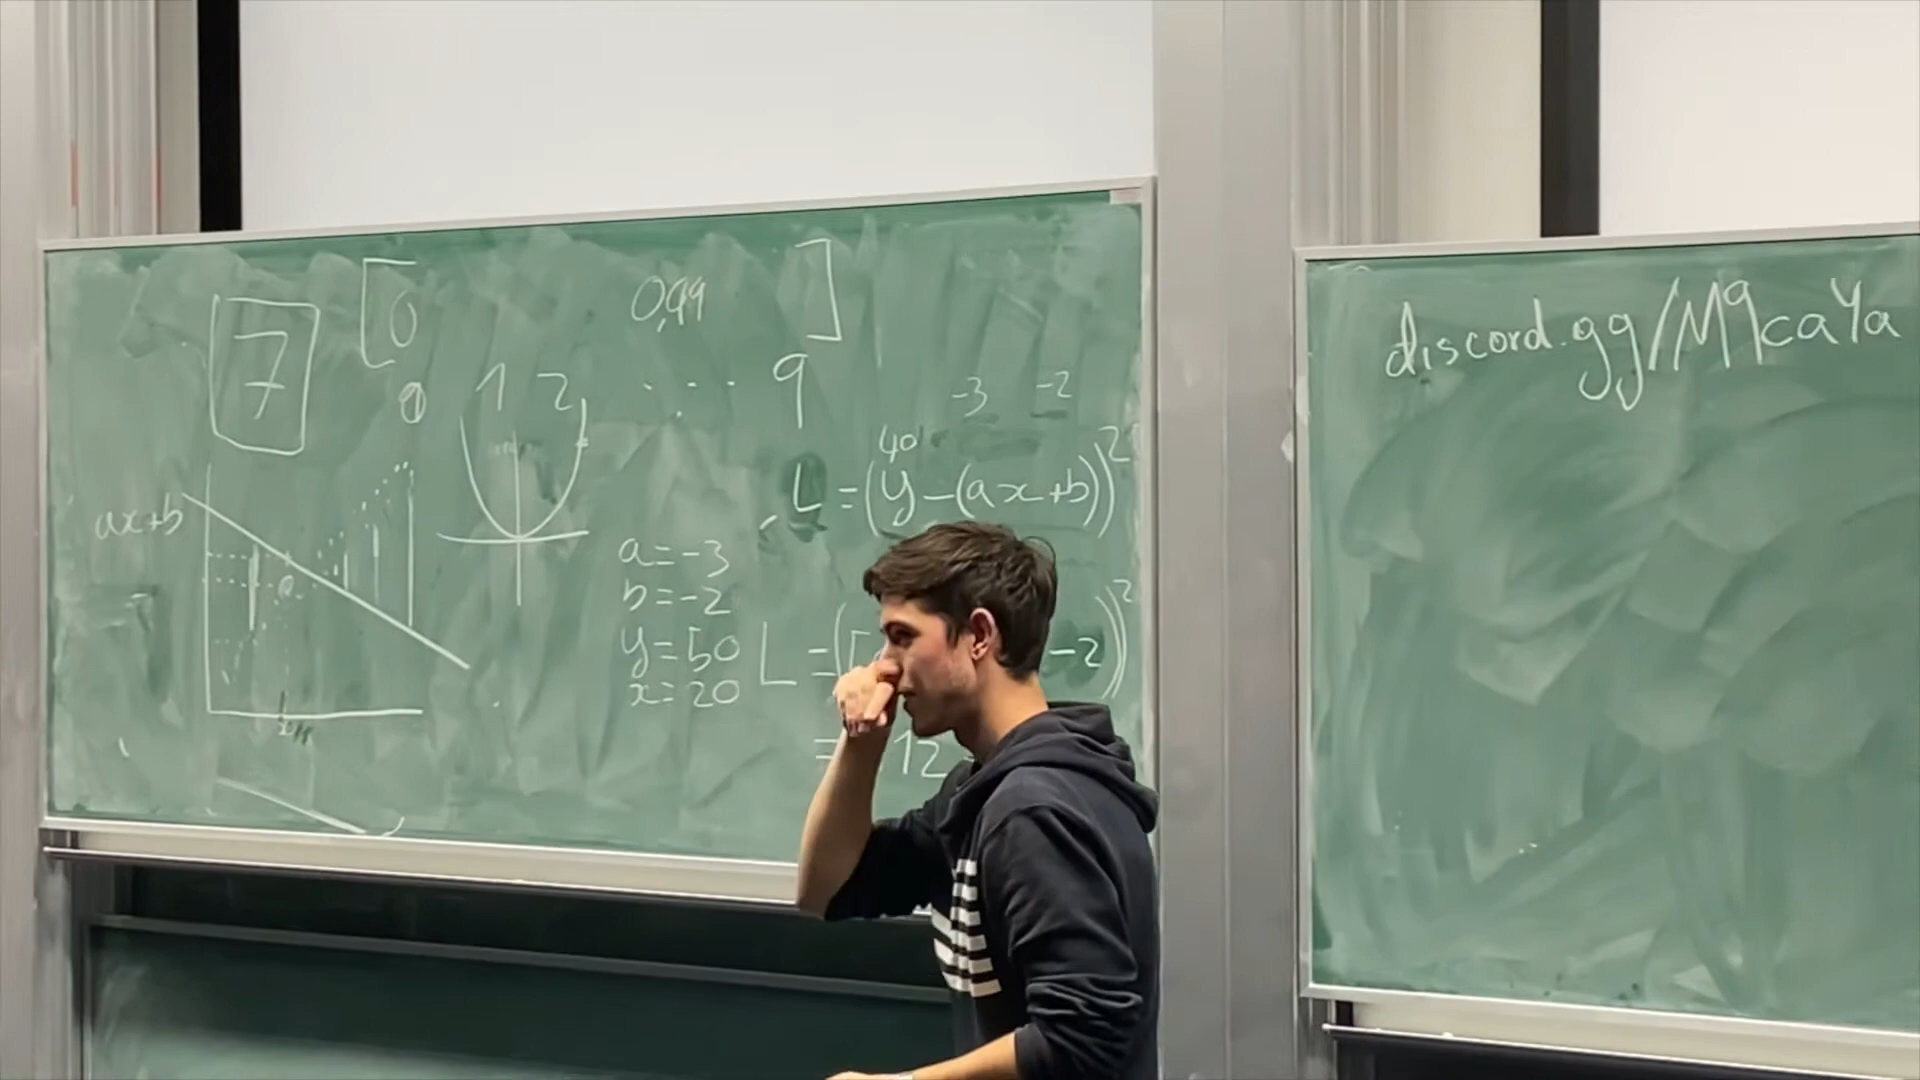 [0 0,99 ]
7
0 1 2 ... 9
-3 -2
40
L = (y - (ax+b))²
ax+b
a = -3
b = -2
y = 50
x = 20
L = ( -2))²
= 12
discord.gg/M9caYa